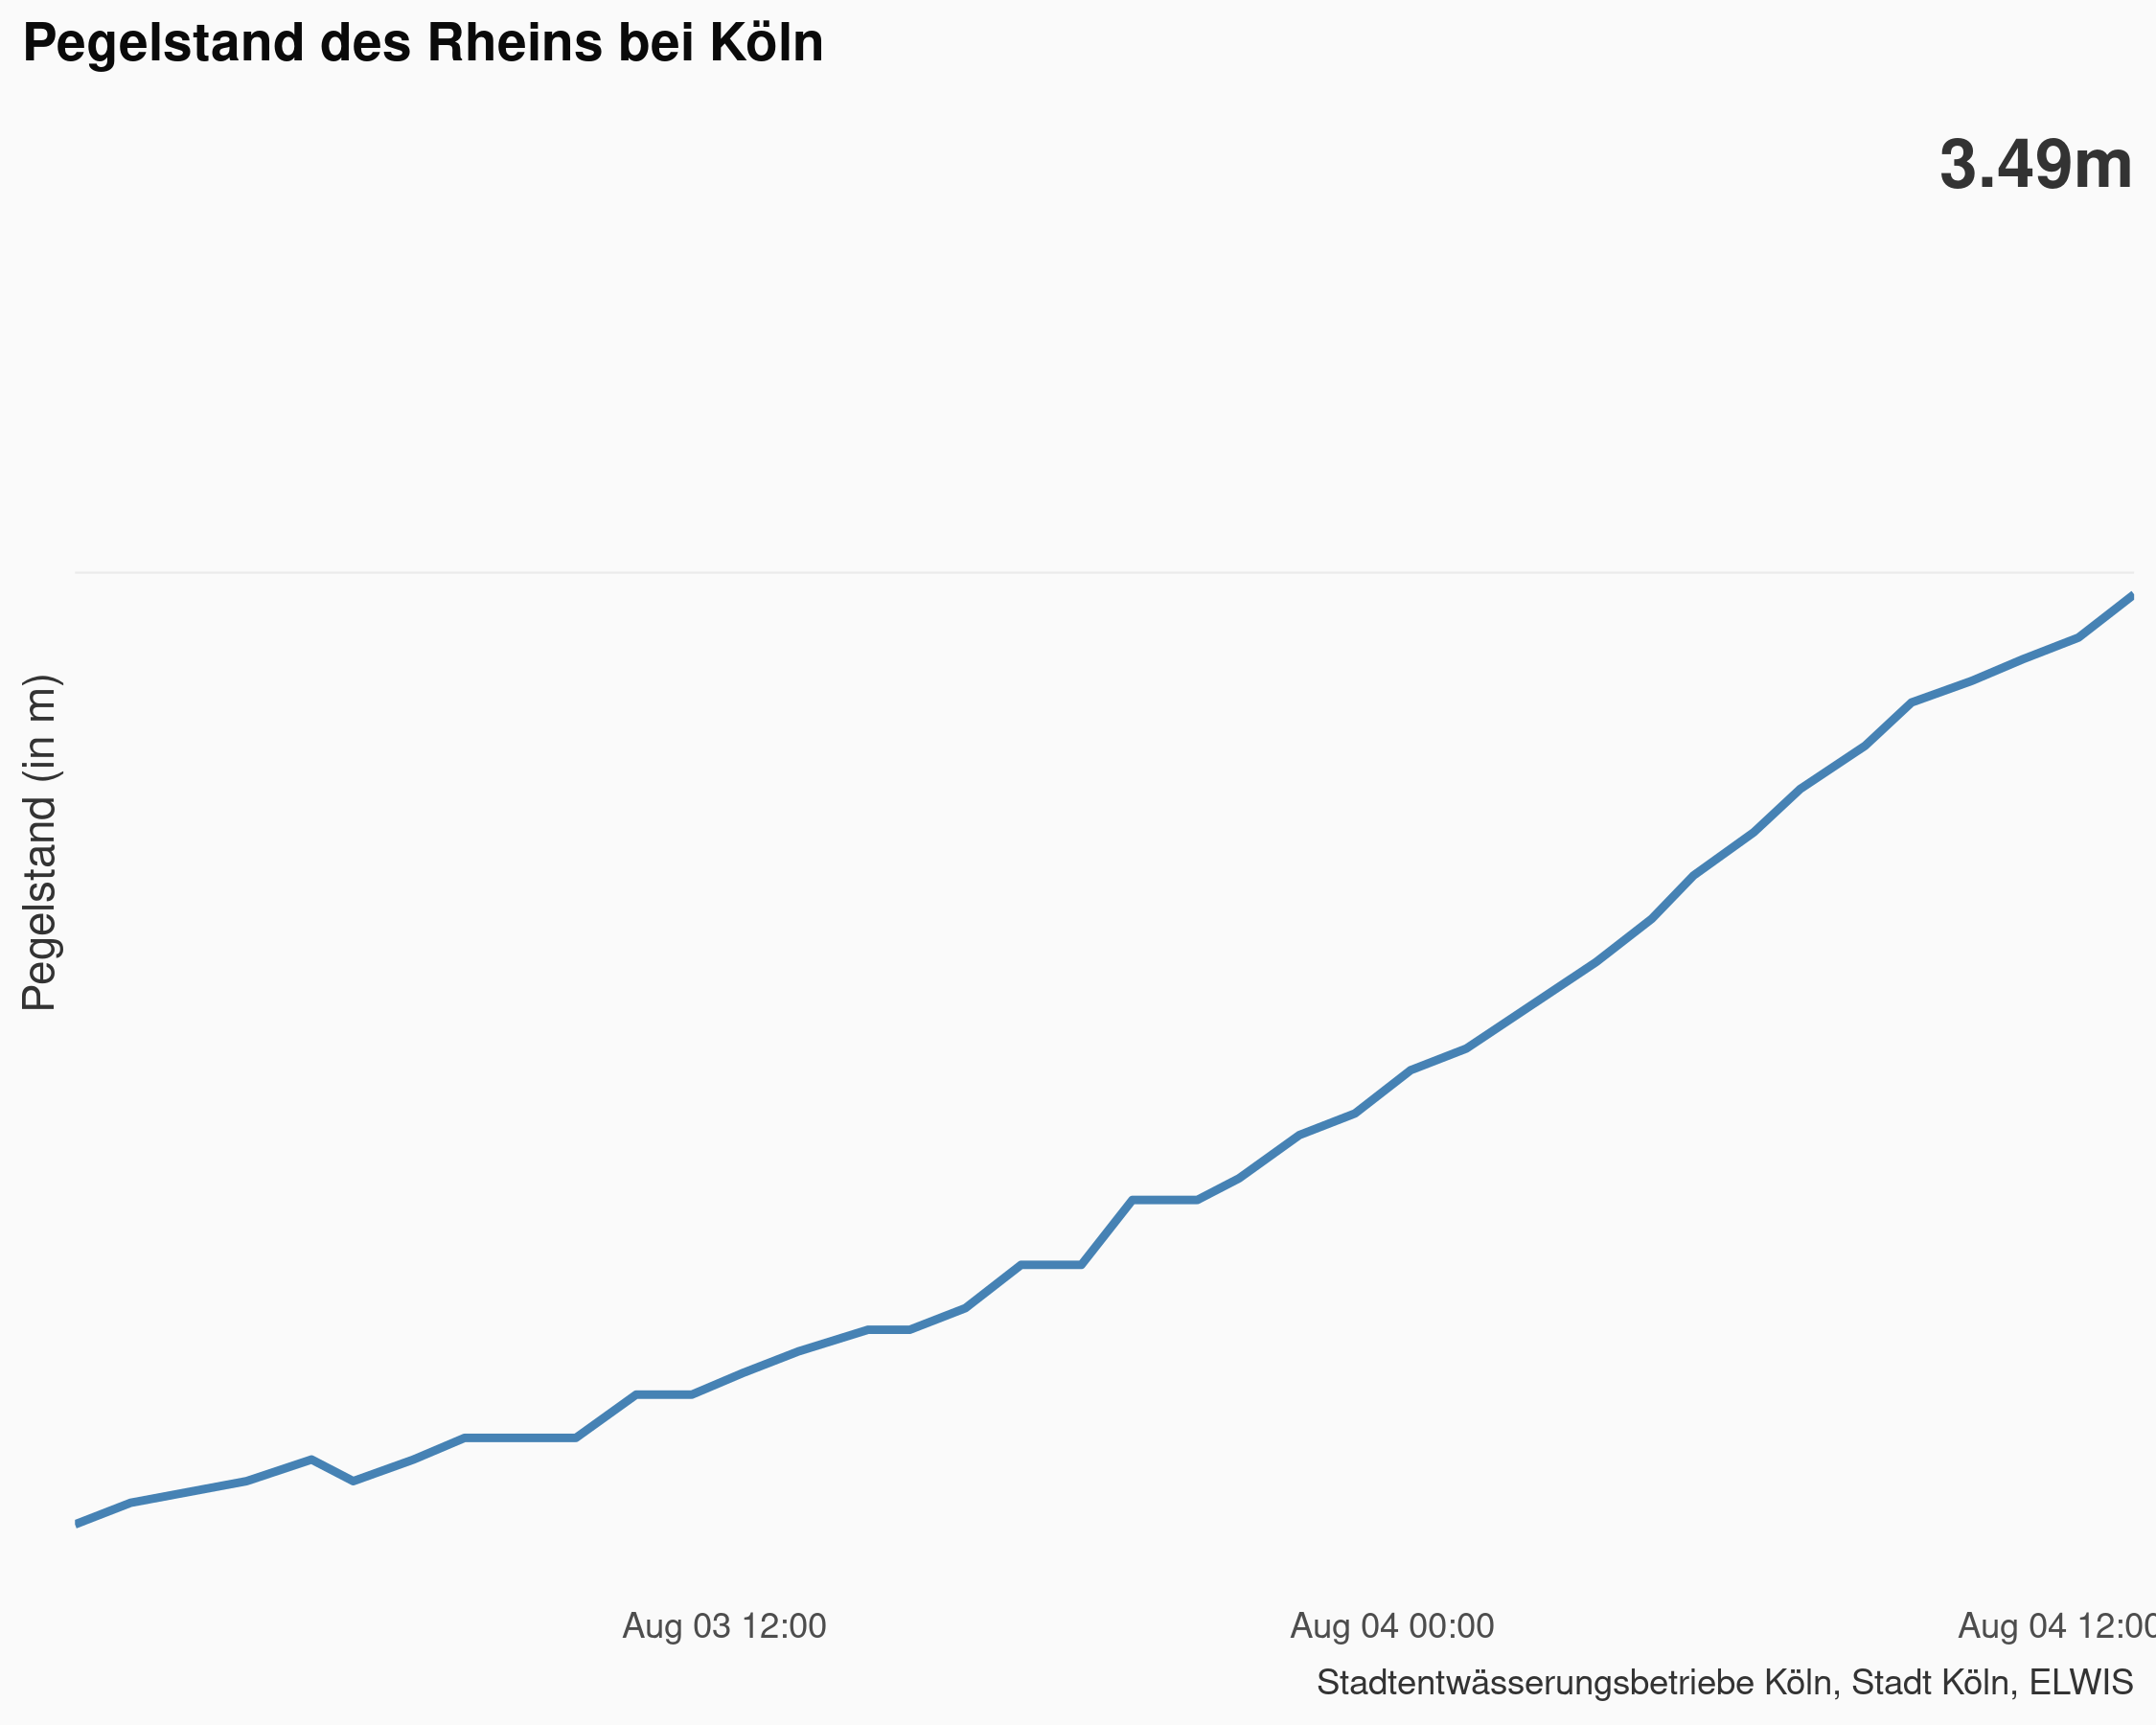 Pegelstand des Rheins bei Köln
3.49m
Pegelstand (in m)
Aug 03 12:00
Aug 04 00:00
Aug 04 12:00
Stadtentwässerungsbetriebe Köln, Stadt Köln, ELWIS